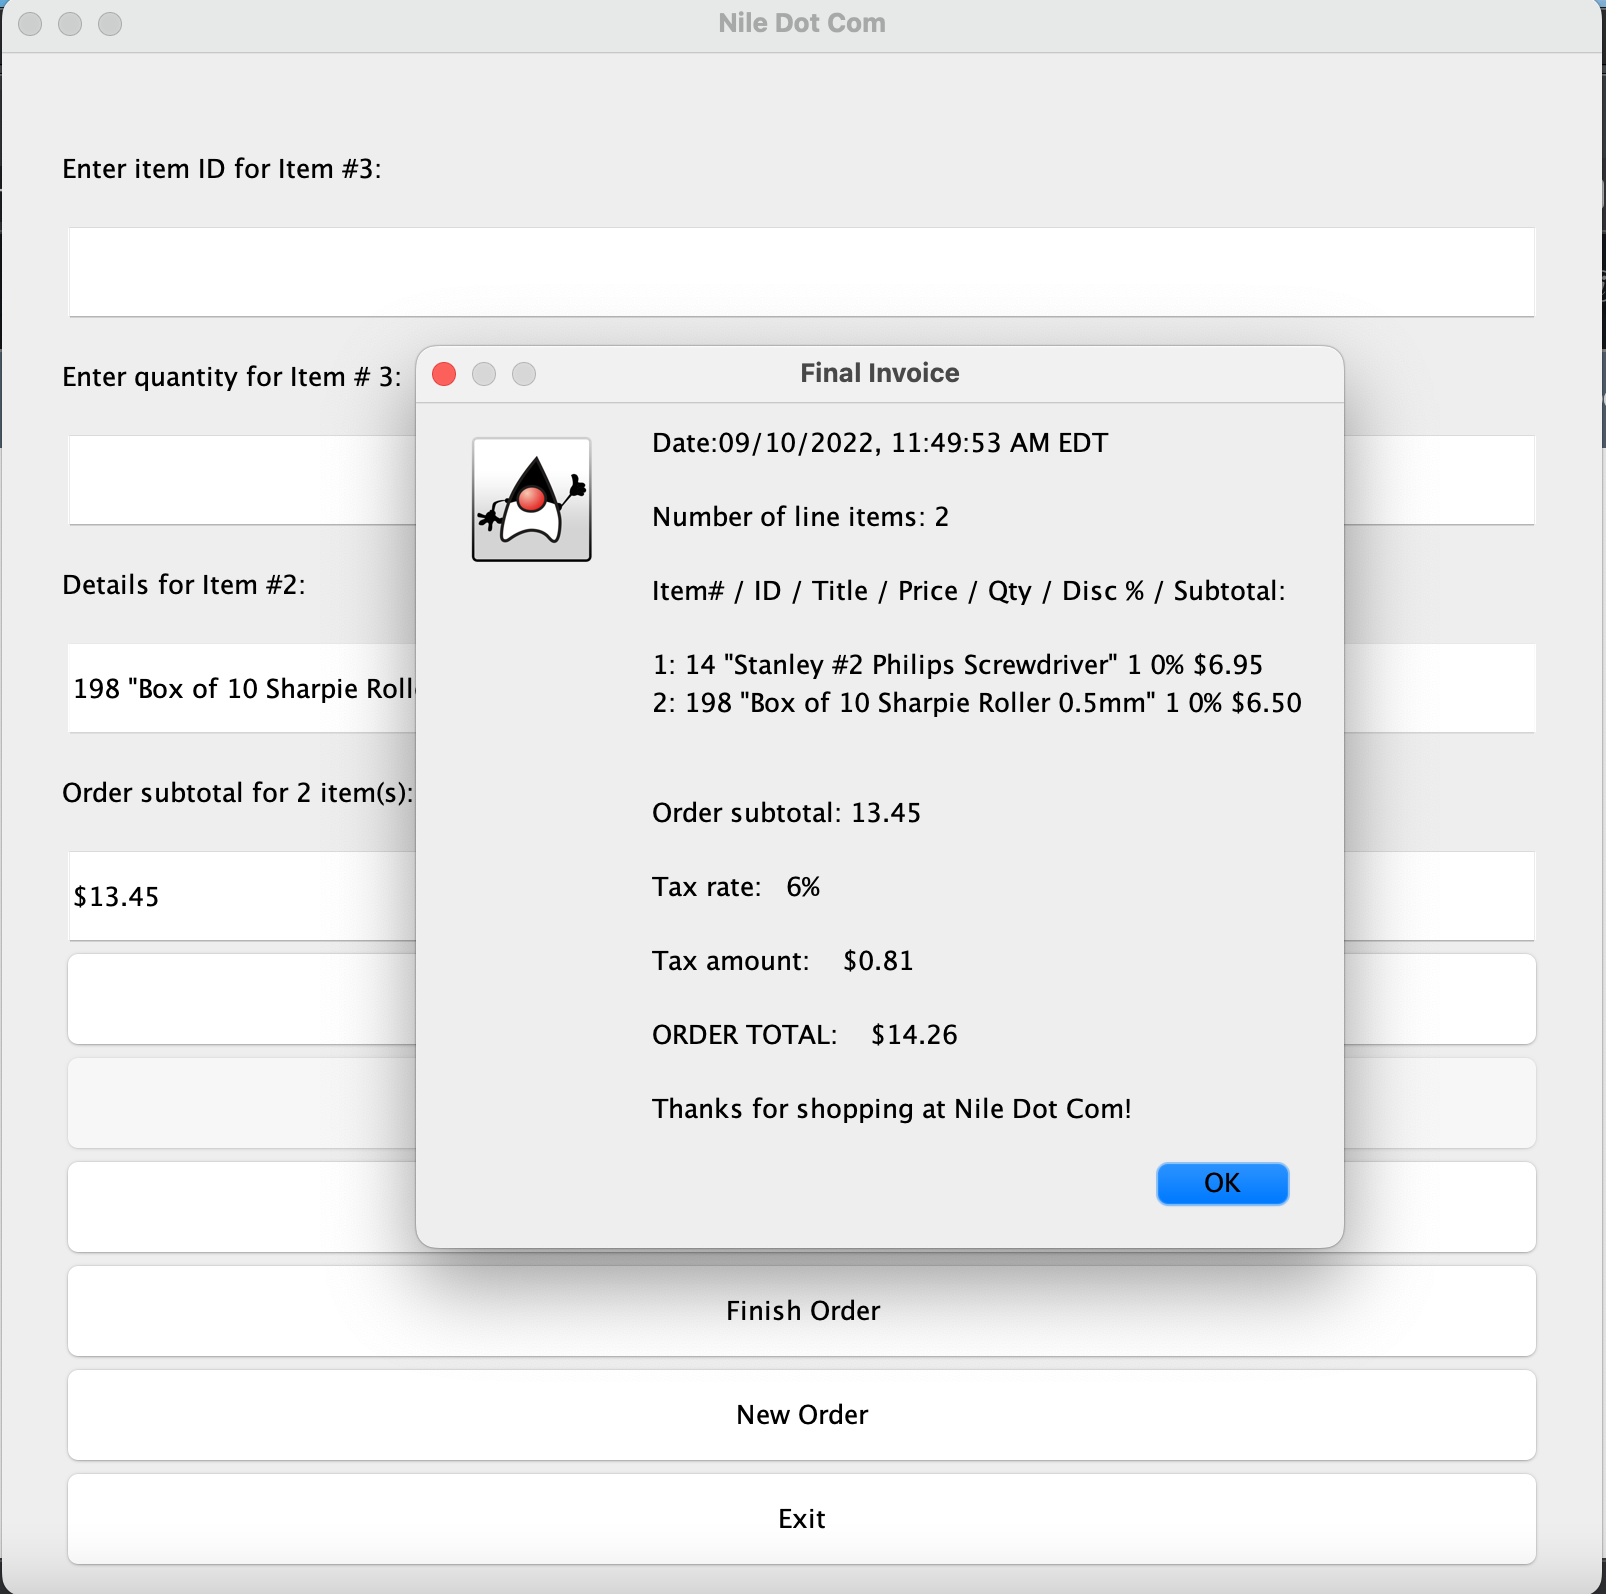 Nile Dot Com
Enter item ID for Item #3:
Enter quantity for Item # 3:
Details for Item #2:
198 "Box of 10 Sharpie
Order subtotal for 2 item(s):
$13.45
Finish Order
New Order
Exit
Final Invoice
Date:09/10/2022, 11:49:53 AM EDT
Number of line items: 2
Item# / ID / Title / Price / Qty / Disc % / Subtotal:
1: 14 "Stanley #2 Philips Screwdriver" 1 0% $6.95
2: 198 "Box of 10 Sharpie Roller 0.5mm" 1 0% $6.50
Order subtotal: 13.45
Tax rate: 6%
Tax amount: $0.81
ORDER TOTAL: $14.26
Thanks for shopping at Nile Dot Com!
OK